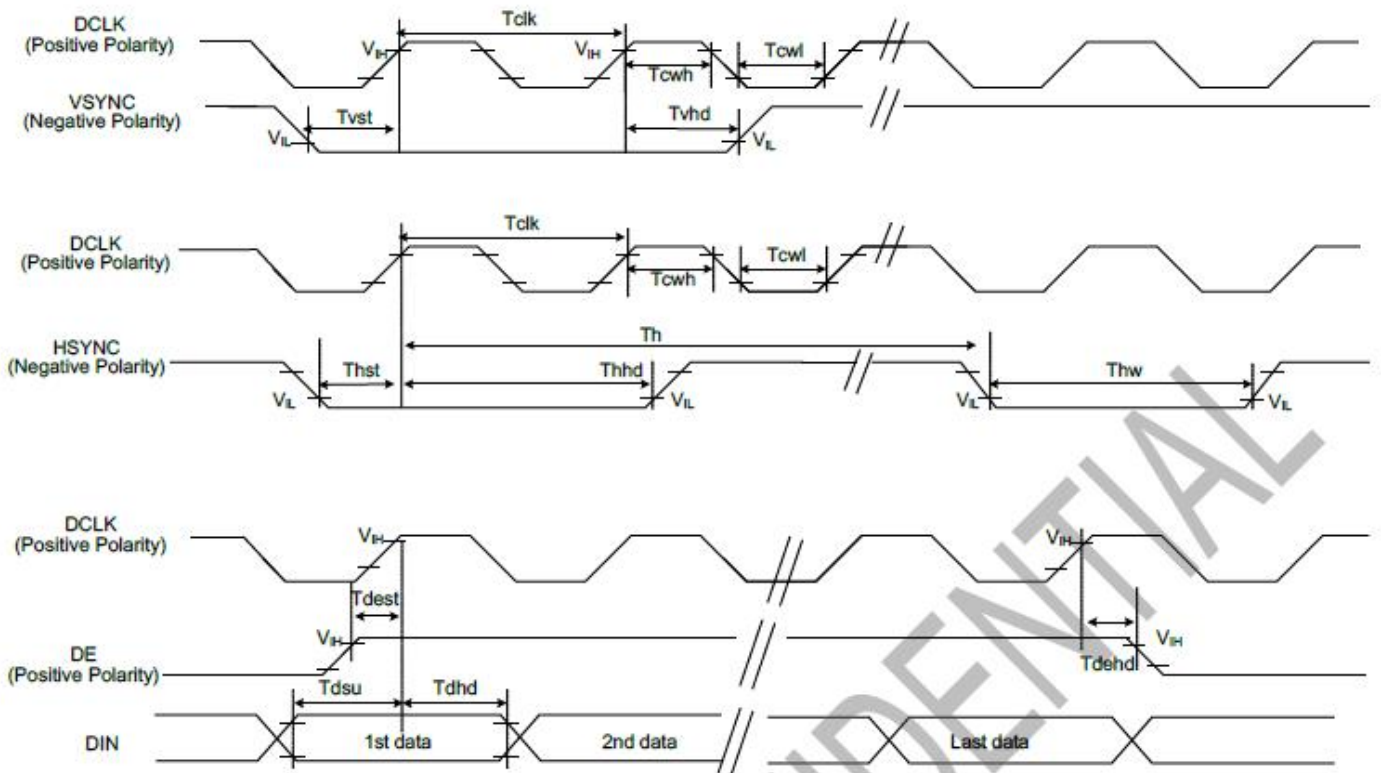 DCLK
(Positive Polarity)
VIH
Tclk
VIH
Tcwh
Tcwl
VSYNC
(Negative Polarity)
VIL
Tvst
Tvhd
VIL
DCLK
(Positive Polarity)
Tclk
Tcwh
Tcwl
HSYNC
(Negative Polarity)
VIL
Thst
Th
Thhd
VIL
VIL
Thw
VIL
DCLK
(Positive Polarity)
VIH
VIH
Tdest
DE
(Positive Polarity)
VIH
VIH
Tdehd
Tdsu
Tdhd
DIN
1st data
2nd data
Last data
NDENTIAL